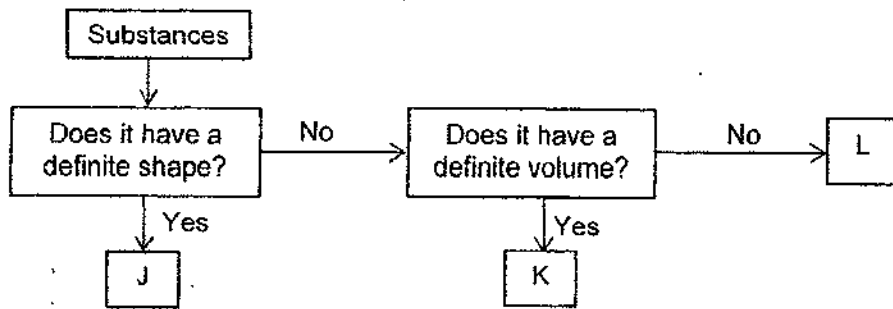 Substances
Does it have a
definite shape?
No
Does it have a
definite volume?
No
L
Yes
J
Yes
K